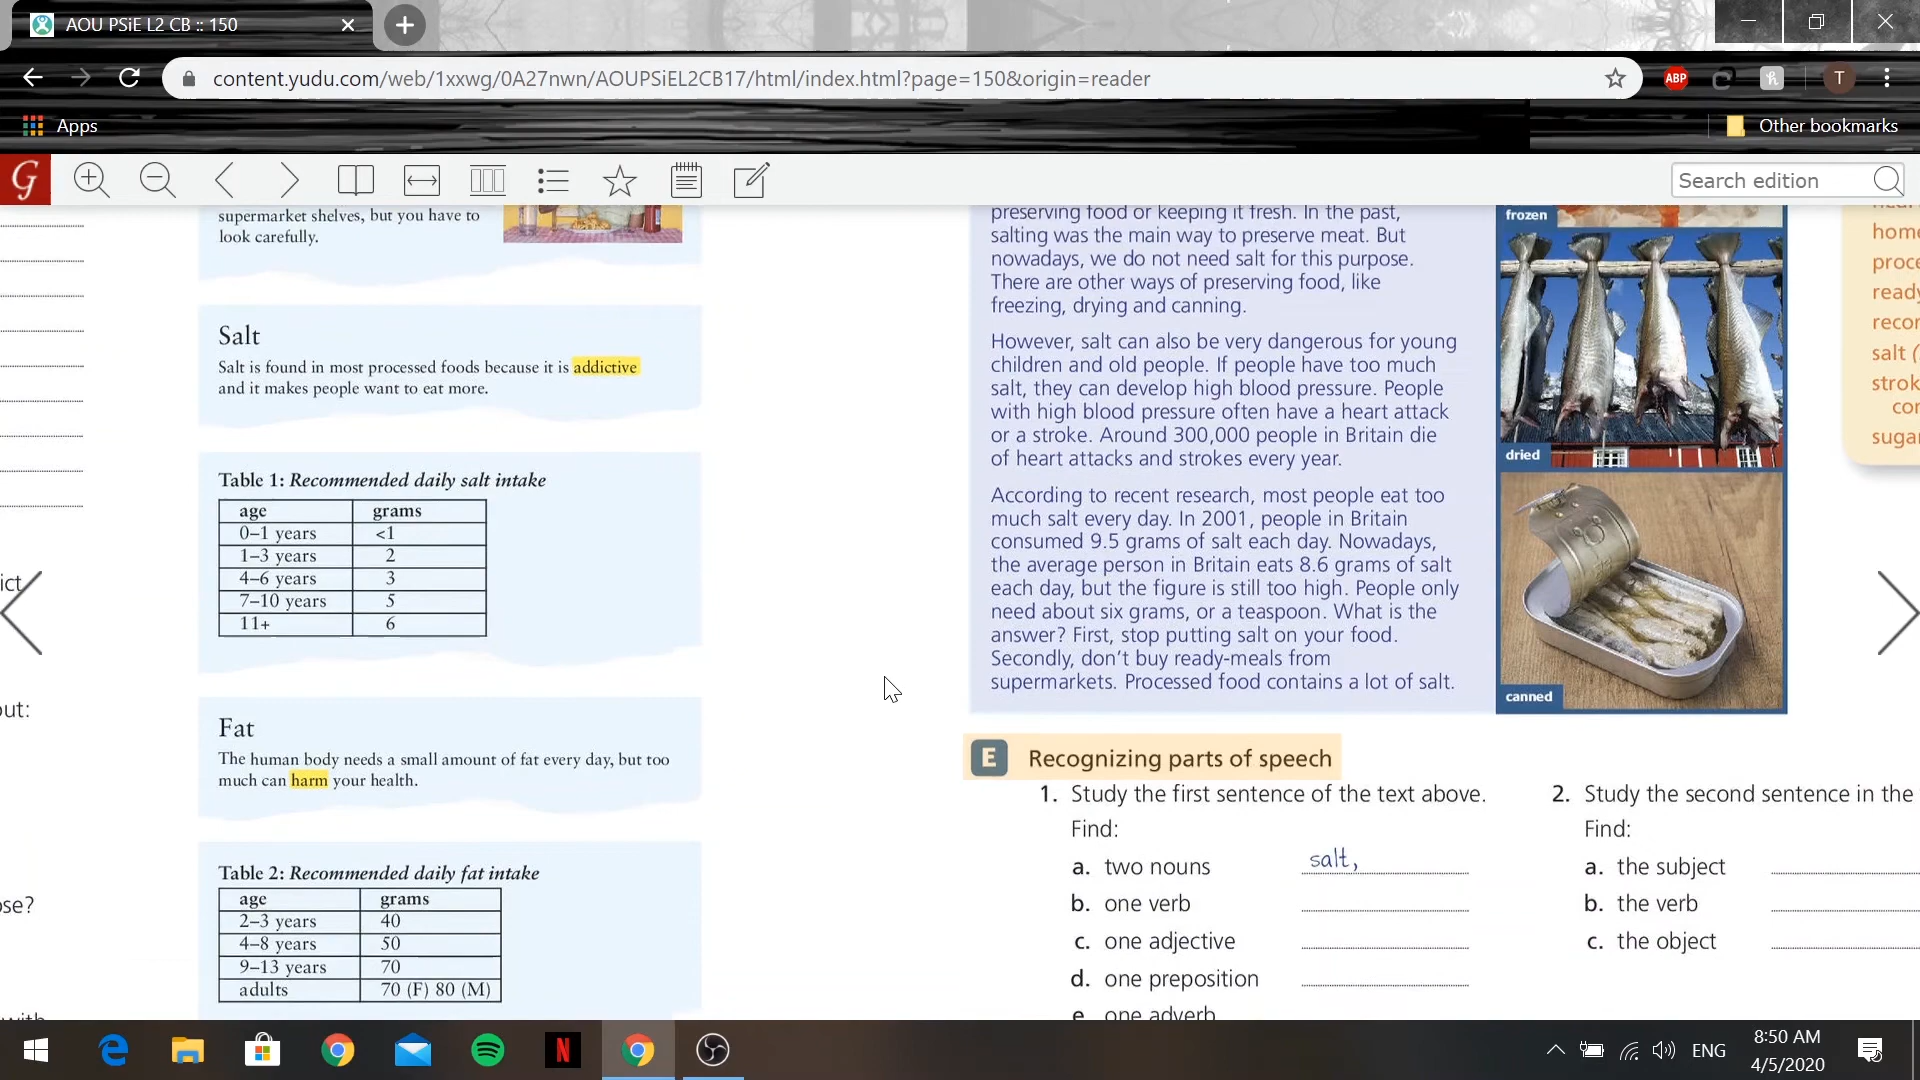 AOU PSiE L2 CB :: 150
content.yudu.com/web/1xxwg/0A27nwn/AOUPSiEL2CB17/html/index.html?page=150&origin=reader
ABP
T
Apps
Other bookmarks
G
Search edition
supermarket shelves, but you have to
look carefully.
Salt
Salt is found in most processed foods because it is addictive
and it makes people want to eat more.
Table 1: Recommended daily salt intake
age grams
0–1 years <1
1–3 years 2
4–6 years 3
7–10 years 5
11+ 6
Fat
The human body needs a small amount of fat every day, but too
much can harm your health.
Table 2: Recommended daily fat intake
age grams
2–3 years 40
4–8 years 50
9–13 years 70
adults 70 (F) 80 (M)
preserving food or keeping it fresh. In the past,
salting was the main way to preserve meat. But
nowadays, we do not need salt for this purpose.
There are other ways of preserving food, like
freezing, drying and canning.
However, salt can also be very dangerous for young
children and old people. If people have too much
salt, they can develop high blood pressure. People
with high blood pressure often have a heart attack
or a stroke. Around 300,000 people in Britain die
of heart attacks and strokes every year.
According to recent research, most people eat too
much salt every day. In 2001, people in Britain
consumed 9.5 grams of salt each day. Nowadays,
the average person in Britain eats 8.6 grams of salt
each day, but the figure is still too high. People only
need about six grams, or a teaspoon. What is the
answer? First, stop putting salt on your food.
Secondly, don't buy ready-meals from
supermarkets. Processed food contains a lot of salt.
frozen
dried
canned
E Recognizing parts of speech
1. Study the first sentence of the text above.
Find:
a. two nouns salt,
b. one verb
c. one adjective
d. one preposition
e. one adverb
2. Study the second sentence in the
Find:
a. the subject
b. the verb
c. the object
home
proce
ready
recor
salt (
strok
cor
suga
ict
out:
ose?
ENG
8:50 AM
4/5/2020